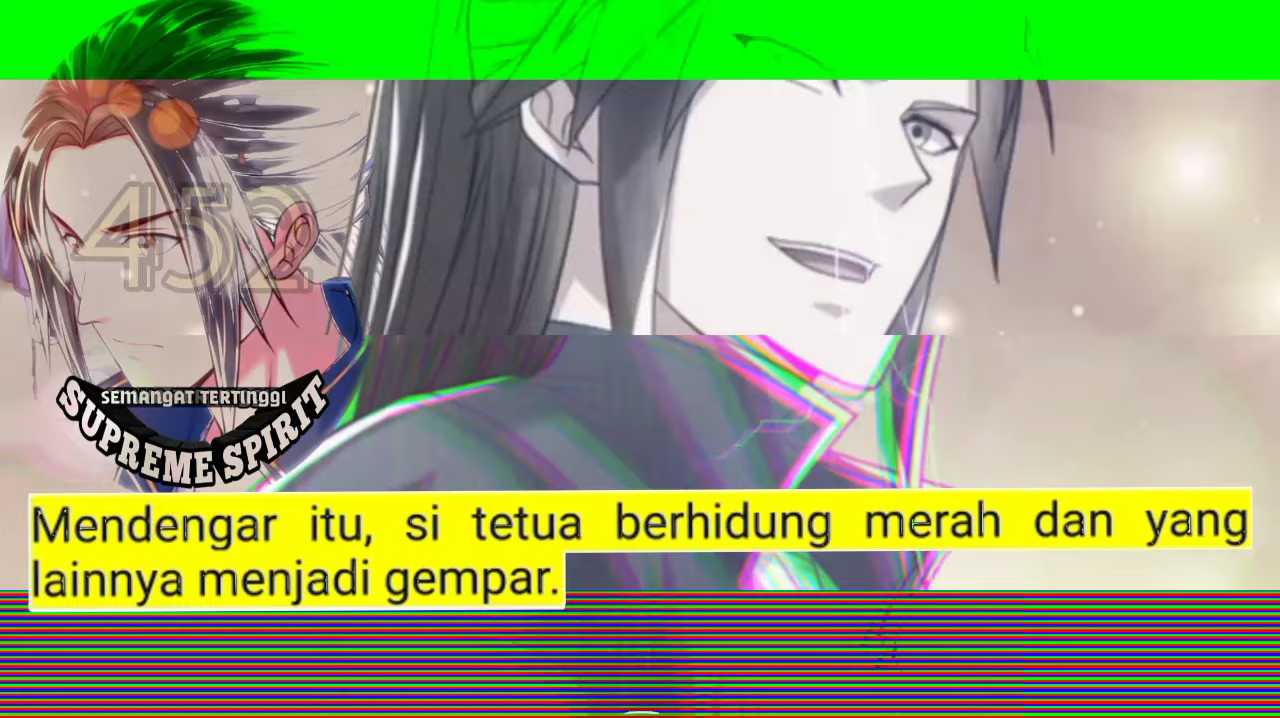 452
SEMANGAT TERTINGGI
SUPREME SPIRIT
Mendengar itu, si tetua berhidung merah dan yang
lainnya menjadi gempar.